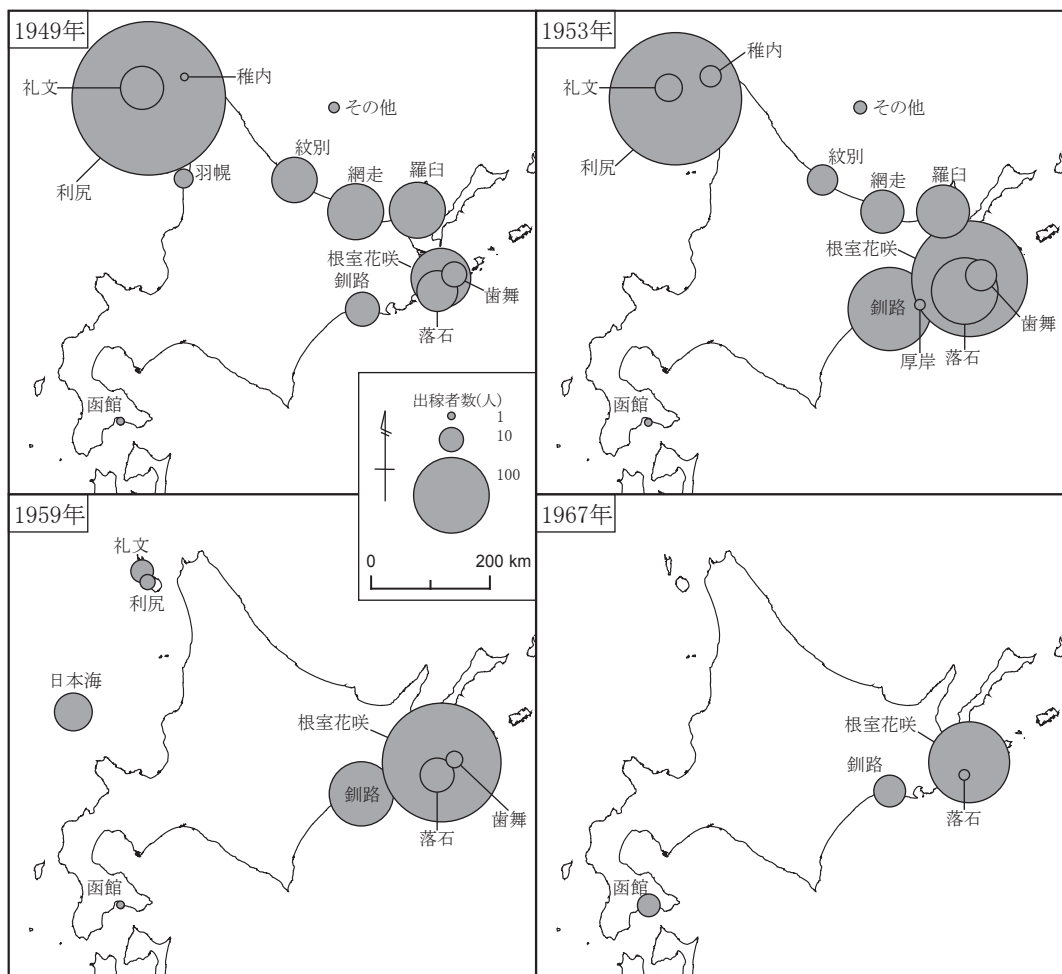 1949年
礼文
稚内
その他
利尻
羽幌
紋別
網走
羅臼
根室花咲
釧路
歯舞
落石
函館
1953年
礼文
稚内
その他
利尻
紋別
網走
羅臼
根室花咲
釧路
歯舞
落石
厚岸
函館
出稼者数(人)
1
10
100
0 200 km
1959年
礼文
利尻
日本海
根室花咲
釧路
歯舞
落石
函館
1967年
根室花咲
釧路
落石
函館